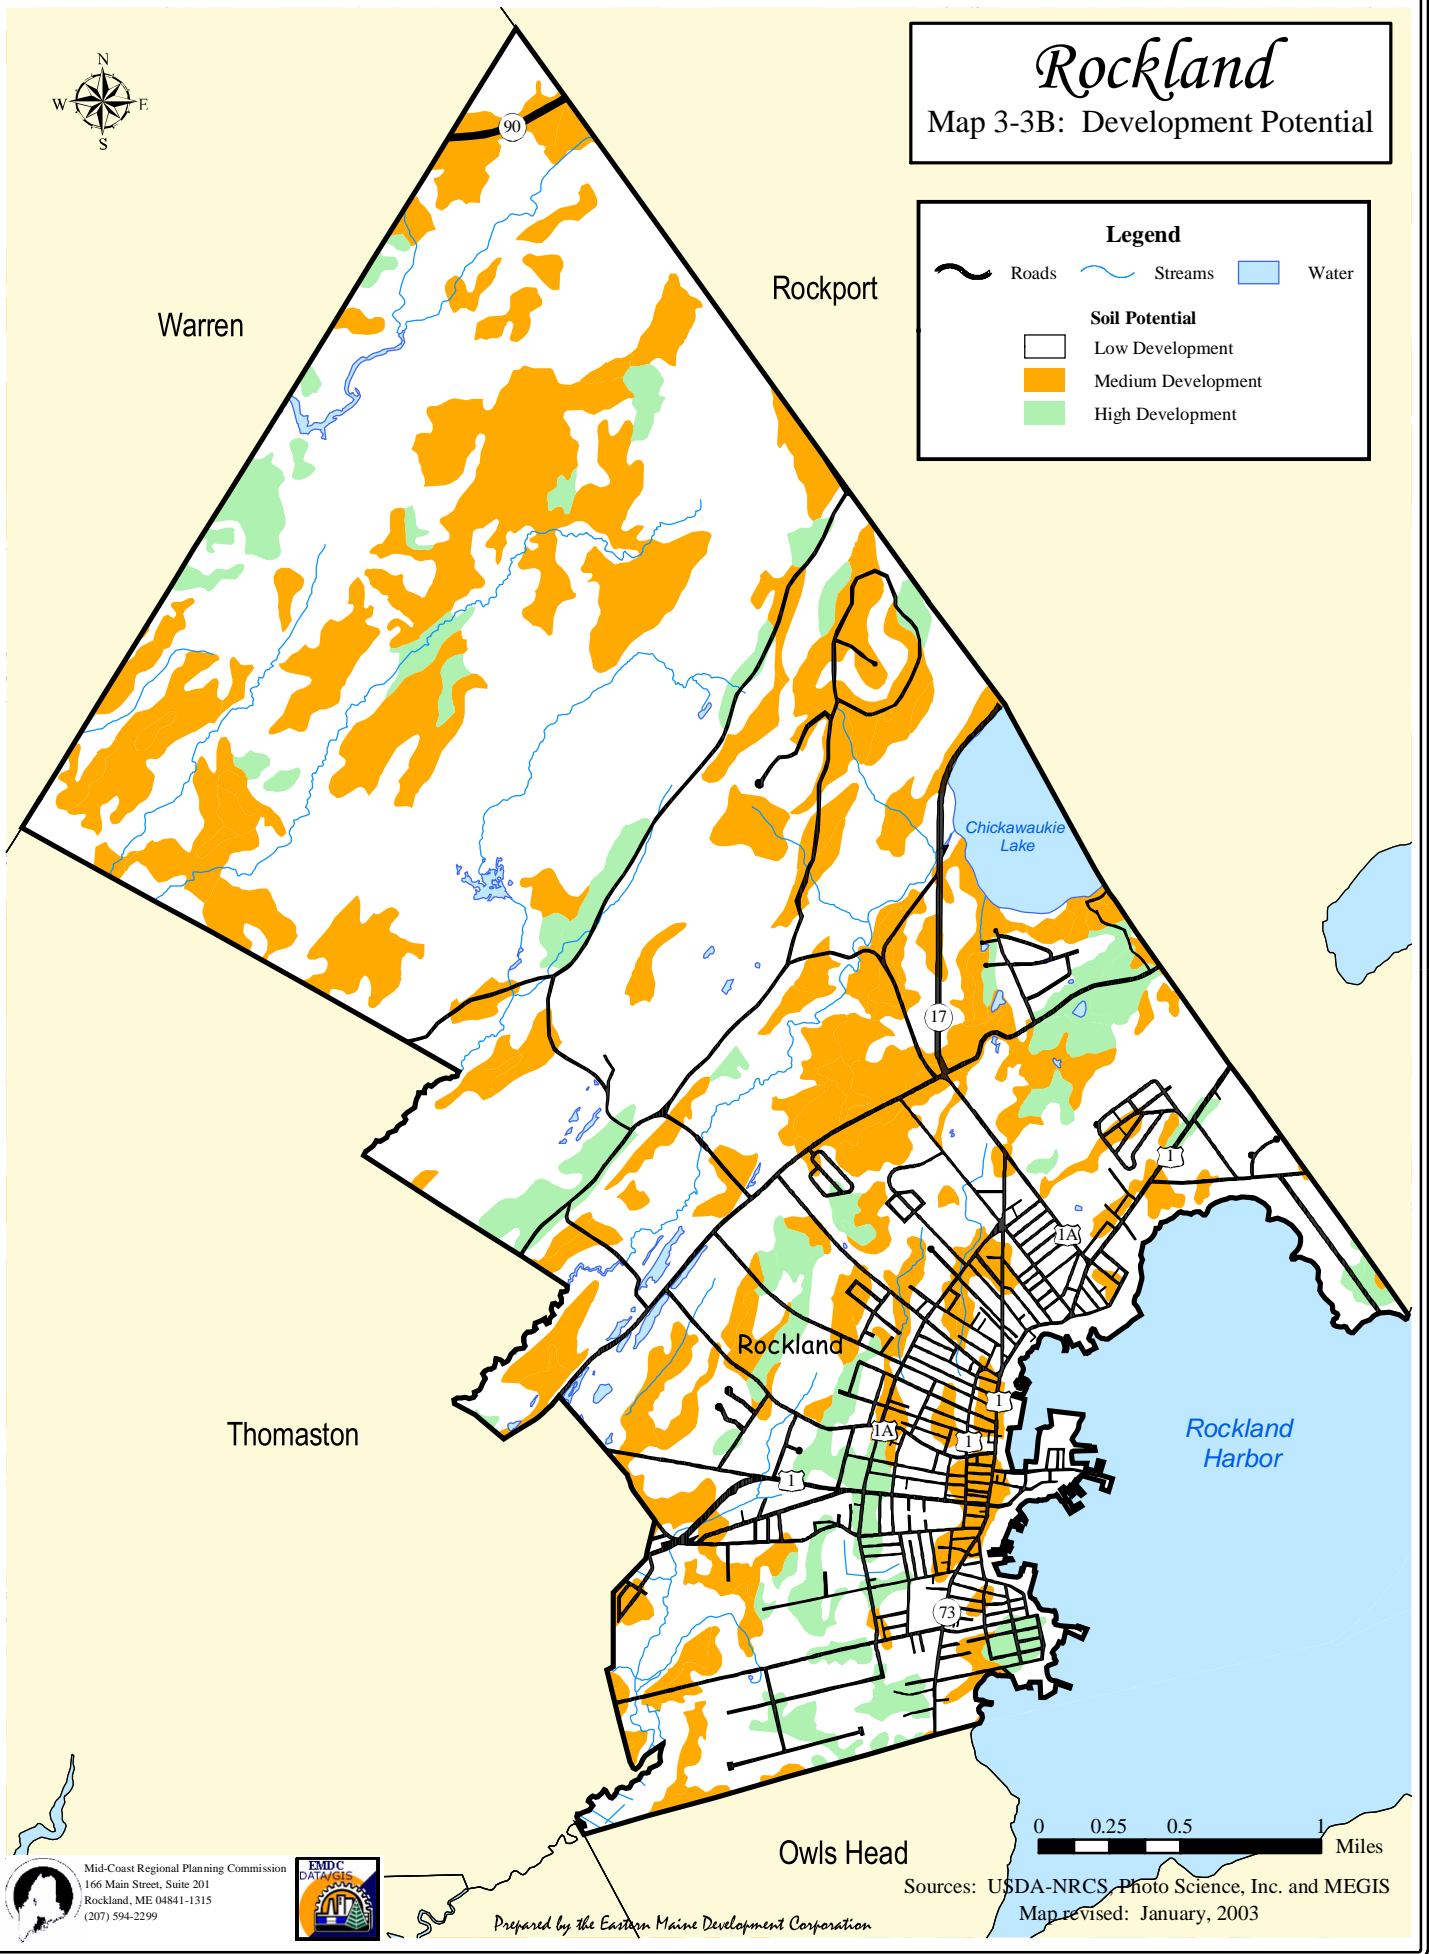 Rockland
Map 3-3B: Development Potential
N
W E
S
90
Legend
Roads Streams Water
Soil Potential
Low Development
Medium Development
High Development
Rockport
Warren
Chickawaukie
Lake
17
1
1A
Rockland
1
1A
1
Rockland
Harbor
Thomaston
1
73
0 0.25 0.5 1
Miles
Owls Head
Mid-Coast Regional Planning Commission
166 Main Street, Suite 201
Rockland, ME 04841-1315
(207) 594-2299
EMDC
DATA/GIS
Sources: USDA-NRCS, Photo Science, Inc. and MEGIS
Map revised: January, 2003
Prepared by the Eastern Maine Development Corporation